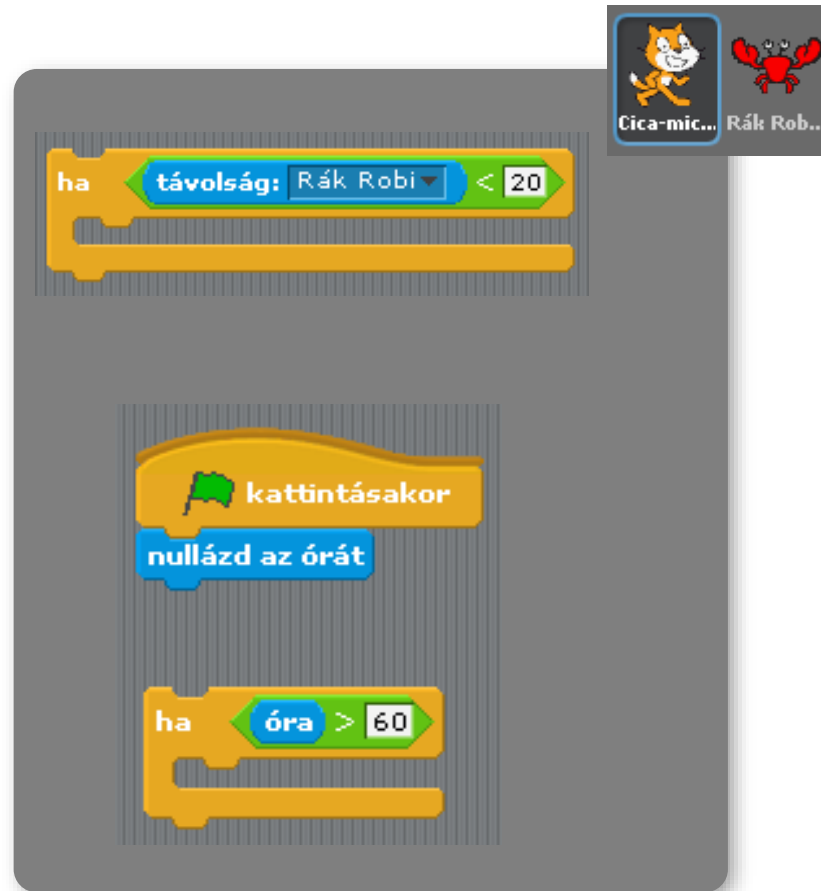 Cica-mic... Rák Rob...
ha távolság: Rák Robi < 20
kattintásakor
nullázd az órát
ha óra > 60